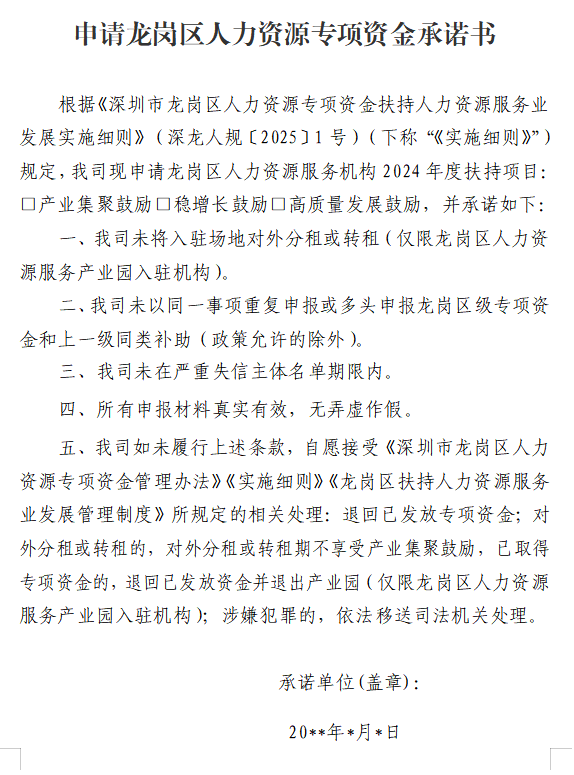 申请龙岗区人力资源专项资金承诺书
根据《深圳市龙岗区人力资源专项资金扶持人力资源服务业
发展实施细则》（深龙人规〔2025〕1号）（下称“《实施细则》”）
规定，我司现申请龙岗区人力资源服务机构2024年度扶持项目：
□产业集聚鼓励□稳增长鼓励□高质量发展鼓励，并承诺如下：
一、我司未将入驻场地对外分租或转租（仅限龙岗区人力资
源服务产业园入驻机构）。
二、我司未以同一事项重复申报或多头申报龙岗区级专项资
金和上一级同类补助（政策允许的除外）。
三、我司未在严重失信主体名单期限内。
四、所有申报材料真实有效，无弄虚作假。
五、我司如未履行上述条款，自愿接受《深圳市龙岗区人力
资源专项资金管理办法》《实施细则》《龙岗区扶持人力资源服务
业发展管理制度》所规定的相关处理：退回已发放专项资金；对
外分租或转租的，对外分租或转租期不享受产业集聚鼓励，已取得
专项资金的，退回已发放资金并退出产业园（仅限龙岗区人力资源
服务产业园入驻机构）；涉嫌犯罪的，依法移送司法机关处理。
承诺单位(盖章)：
20**年*月*日